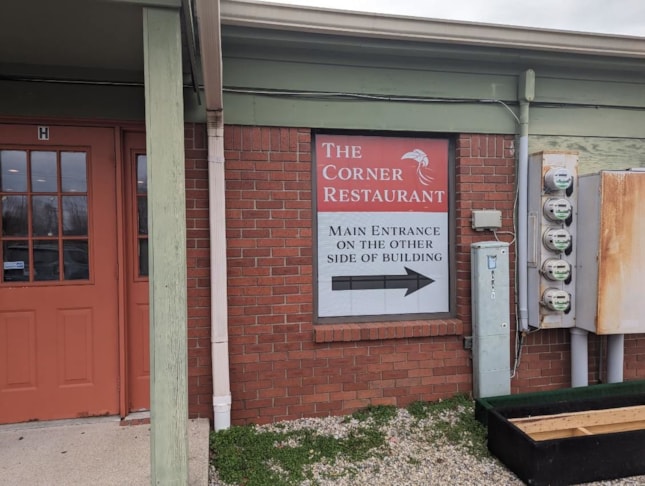 H
THE
CORNER
RESTAURANT
MAIN ENTRANCE
ON THE OTHER
SIDE OF BUILDING